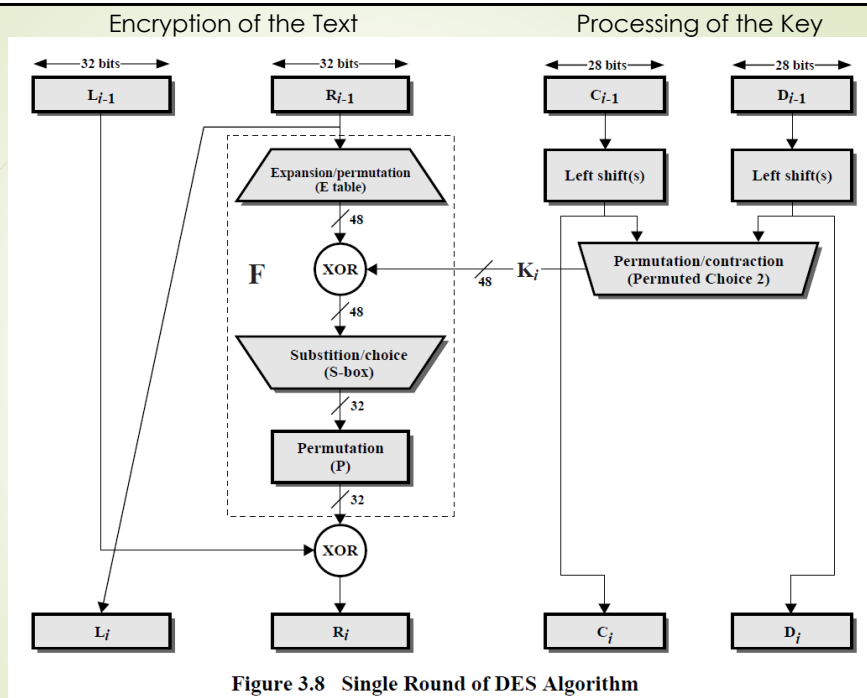 Encryption of the Text
Processing of the Key
32 bits
32 bits
28 bits
28 bits
Li-1
Ri-1
Ci-1
Di-1
Expansion/permutation
(E table)
Left shift(s)
Left shift(s)
48
F
XOR
48
Ki
Permutation/contraction
(Permuted Choice 2)
48
Substition/choice
(S-box)
32
Permutation
(P)
32
XOR
Li
Ri
Ci
Di
Figure 3.8 Single Round of DES Algorithm